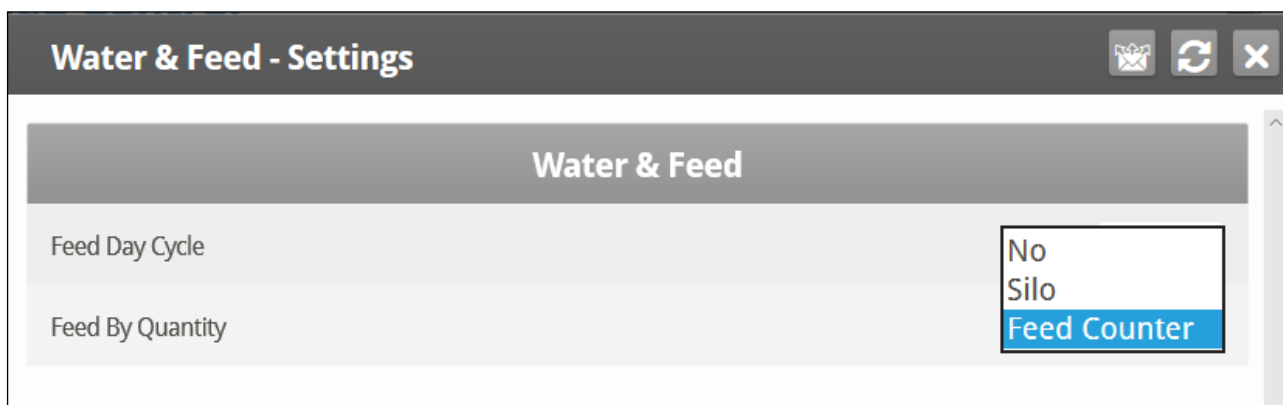 Water & Feed - Settings
Water & Feed
Feed Day Cycle
No
Silo
Feed By Quantity
Feed Counter